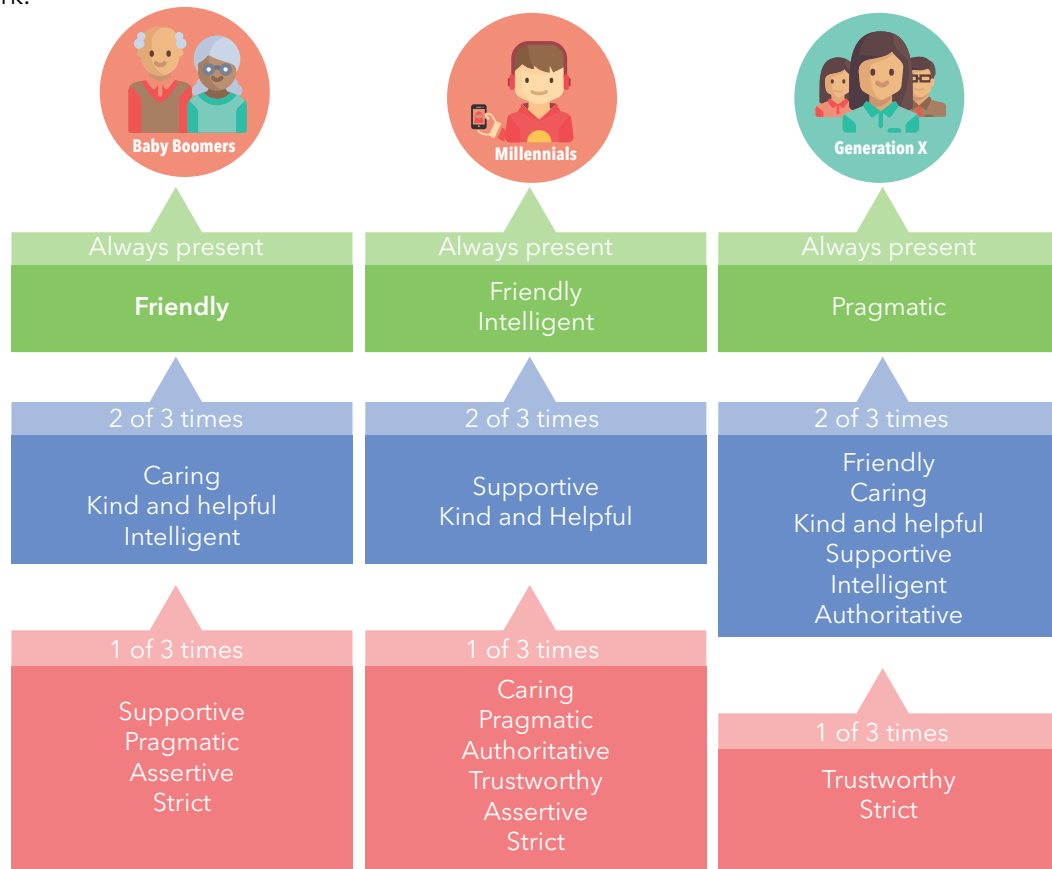 Baby Boomers
Millennials
Generation X
Always present
Friendly
Always present
Friendly
Intelligent
Always present
Pragmatic
2 of 3 times
Caring
Kind and helpful
Intelligent
2 of 3 times
Supportive
Kind and Helpful
2 of 3 times
Friendly
Caring
Kind and helpful
Supportive
Intelligent
Authoritative
1 of 3 times
Supportive
Pragmatic
Assertive
Strict
1 of 3 times
Caring
Pragmatic
Authoritative
Trustworthy
Assertive
Strict
1 of 3 times
Trustworthy
Strict